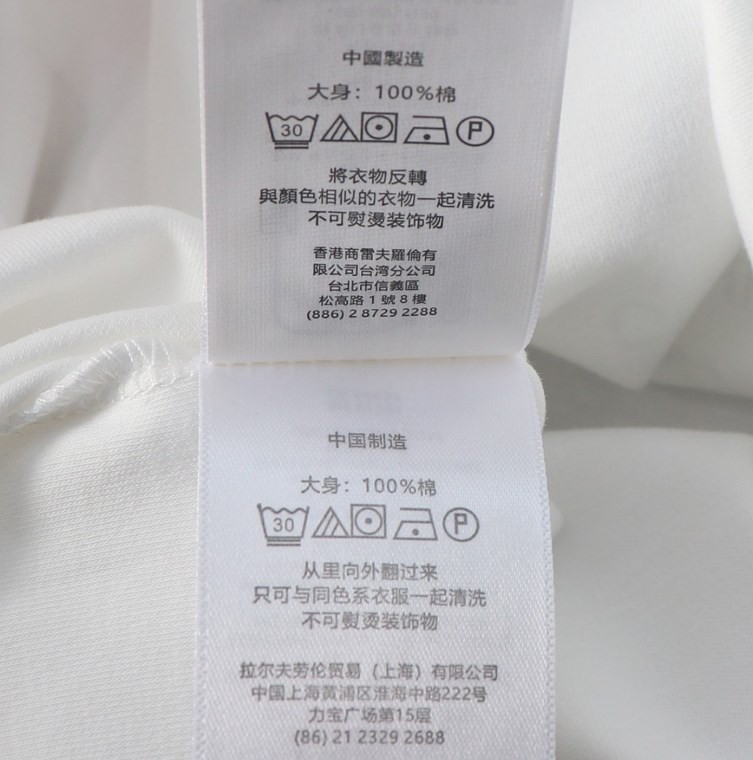 中國製造
大身：100%棉
30
P
將衣物反轉
與顏色相似的衣物一起清洗
不可熨燙装饰物
香港商雷夫羅倫有
限公司台湾分公司
台北市信義區
松高路 1 號 8 樓
(886) 2 8729 2288
中国制造
大身：100%棉
30
P
从里向外翻过来
只可与同色系衣服一起清洗
不可熨烫装饰物
拉尔夫劳伦贸易（上海）有限公司
中国上海黄浦区淮海中路222号
力宝广场第15层
(86) 21 2329 2688